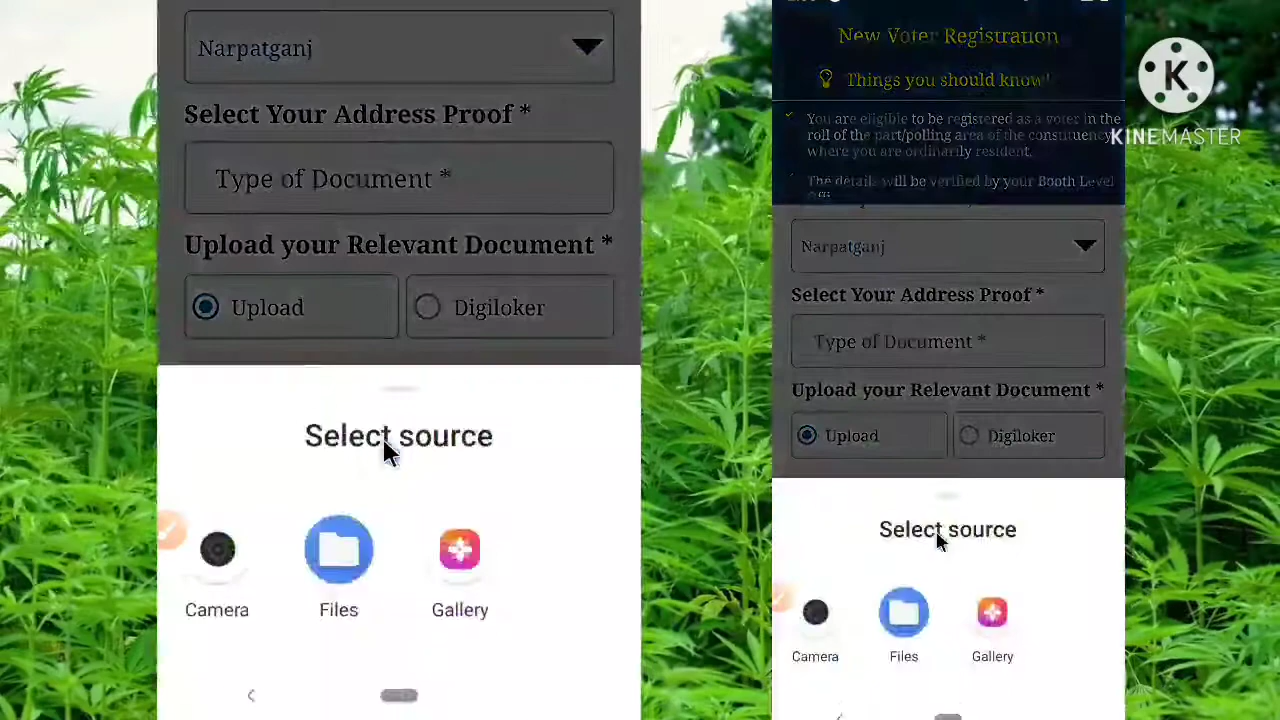 Narpatganj
Select Your Address Proof *
Type of Document *
Upload your Relevant Document *
Upload
Digiloker
Select source
Camera
Files
Gallery
New Voter Registration
Things you should know!
You are eligible to be registered as a voter in the
roll of the part/polling area of the constituency
where you are ordinarily resident.
The details will be verified by your Booth Level
Narpatganj
Select Your Address Proof *
Type of Document *
Upload your Relevant Document *
Upload
Digiloker
Select source
Camera
Files
Gallery
K
KINEMASTER